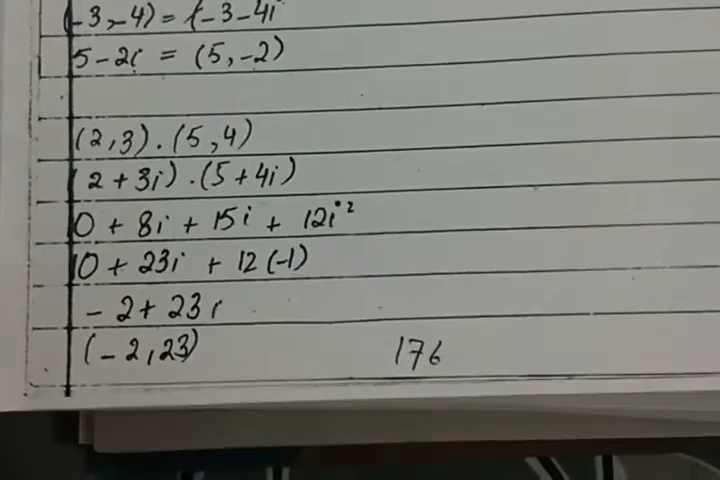 (-3,-4) = (-3-4i
5-2i = (5,-2)
(2,3).(5,4)
(2+3i).(5+4i)
10+8i+15i+12i²
10+23i+12(-1)
-2+23i
(-2,23)
176